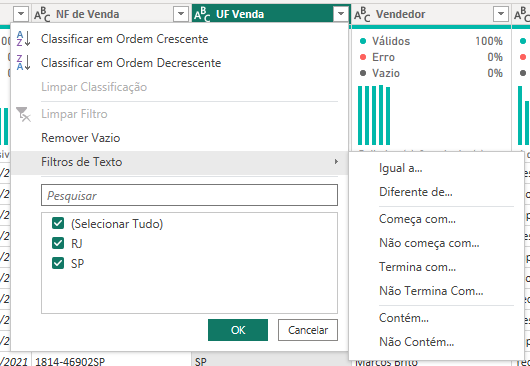 ABC NF de Venda
ABC UF Venda
ABC Vendedor
Classificar em Ordem Crescente
Classificar em Ordem Decrescente
Limpar Classificação
Limpar Filtro
Remover Vazio
Filtros de Texto
Pesquisar
(Selecionar Tudo)
RJ
SP
OK
Cancelar
Válidos 100%
Erro 0%
Vazio 0%
Igual a...
Diferente de...
Começa com...
Não começa com...
Termina com...
Não Termina Com...
Contém...
Não Contém...
/2021 1814-46902SP SP Marcos Brito